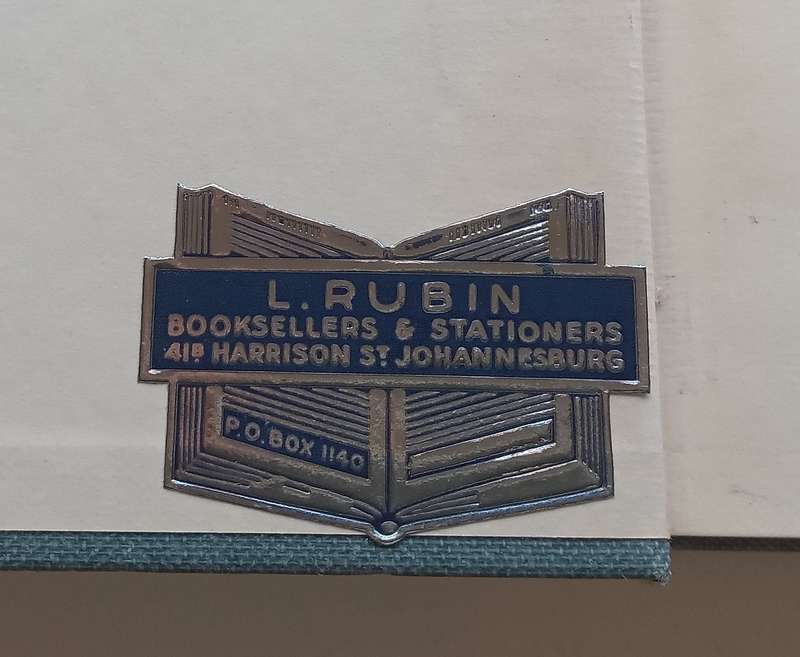 L. RUBIN
BOOKSELLERS & STATIONERS
41B HARRISON ST JOHANNESBURG
P.O. BOX 1140